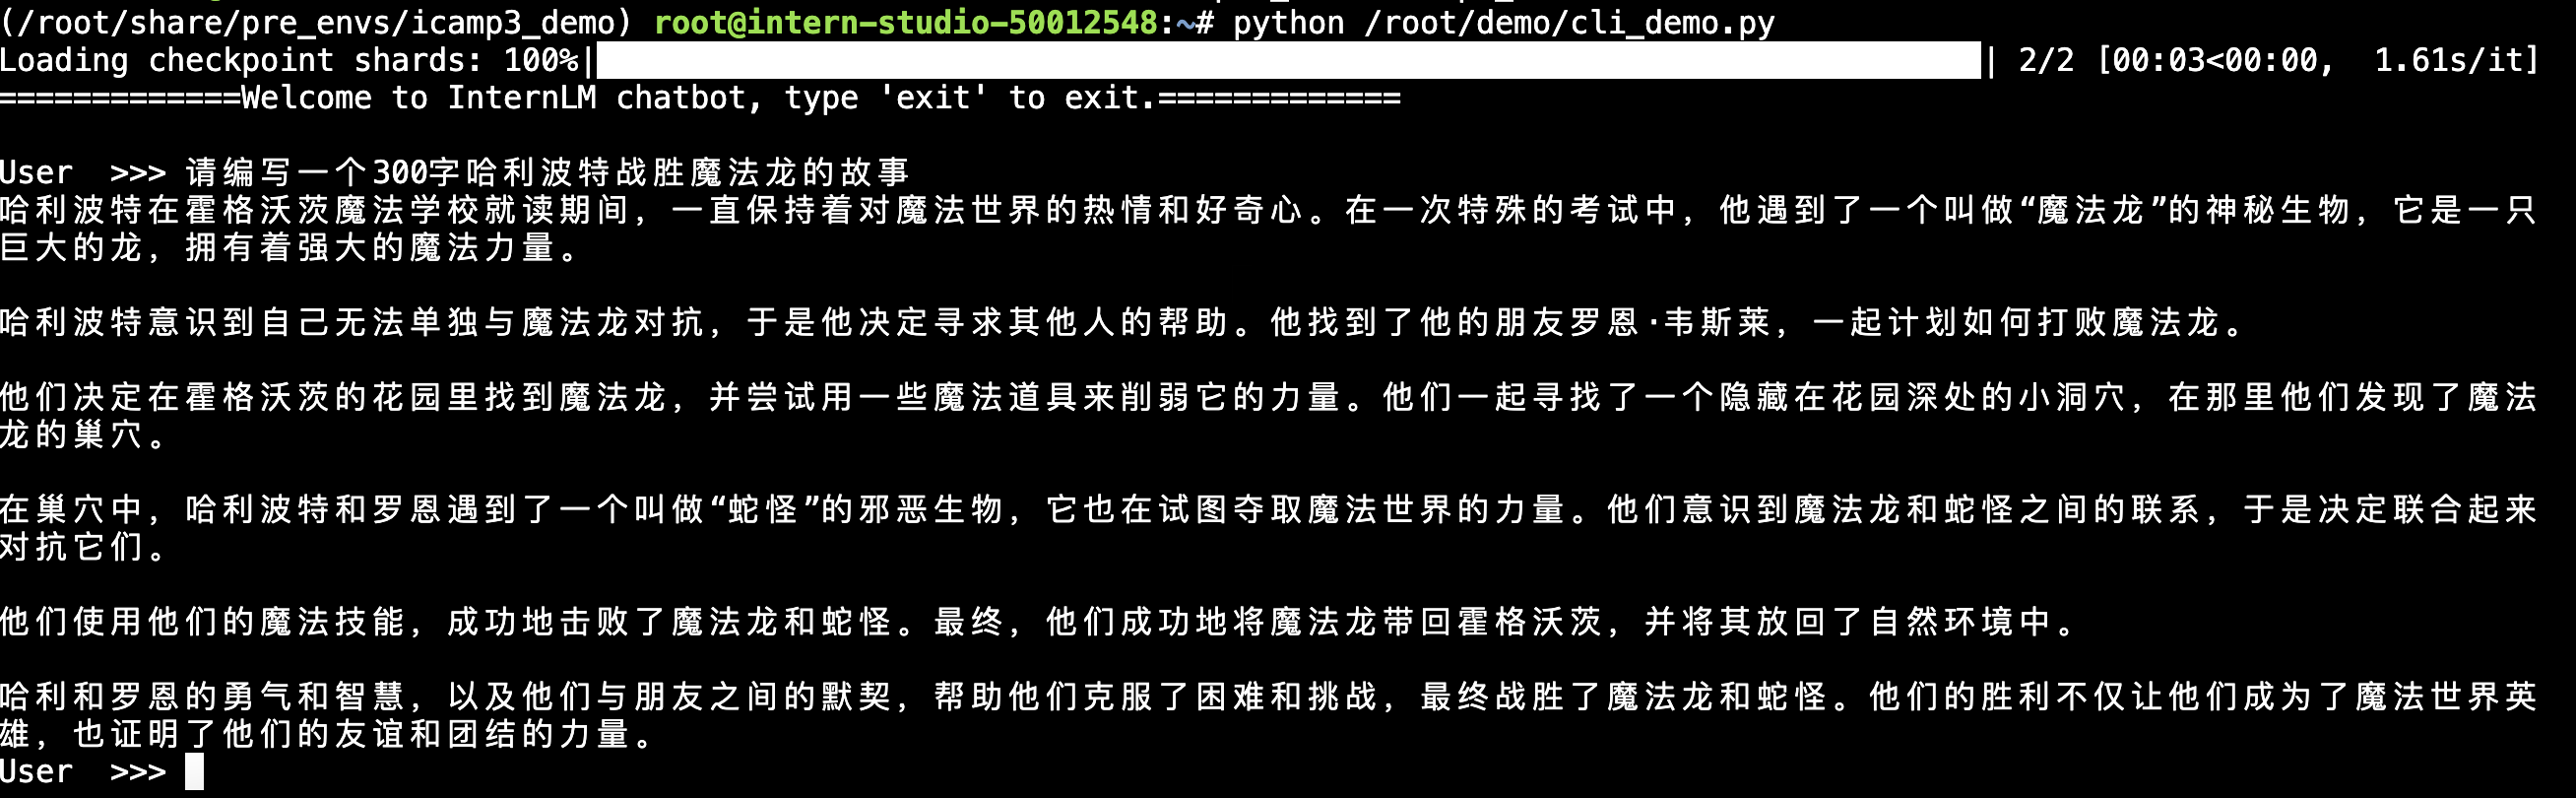 (/root/share/pre_envs/icamp3_demo) root@intern-studio-50012548:~# python /root/demo/cli_demo.py
Loading checkpoint shards: 100%|| 2/2 [00:03<00:00,  1.61s/it]
=============Welcome to InternLM chatbot, type 'exit' to exit.=============
User  >>> 请编写一个300字哈利波特战胜魔法龙的故事
哈利波特在霍格沃茨魔法学校就读期间，一直保持着对魔法世界的热情和好奇心。在一次特殊的考试中，他遇到了一个叫做“魔法龙”的神秘生物，它是一只
巨大的龙，拥有着强大的魔法力量。
哈利波特意识到自己无法单独与魔法龙对抗，于是他决定寻求其他人的帮助。他找到了他的朋友罗恩·韦斯莱，一起计划如何打败魔法龙。
他们决定在霍格沃茨的花园里找到魔法龙，并尝试用一些魔法道具来削弱它的力量。他们一起寻找了一个隐藏在花园深处的小洞穴，在那里他们发现了魔法
龙的巢穴。
在巢穴中，哈利波特和罗恩遇到了一个叫做“蛇怪”的邪恶生物，它也在试图夺取魔法世界的力量。他们意识到魔法龙和蛇怪之间的联系，于是决定联合起来
对抗它们。
他们使用他们的魔法技能，成功地击败了魔法龙和蛇怪。最终，他们成功地将魔法龙带回霍格沃茨，并将其放回了自然环境中。
哈利和罗恩的勇气和智慧，以及他们与朋友之间的默契，帮助他们克服了困难和挑战，最终战胜了魔法龙和蛇怪。他们的胜利不仅让他们成为了魔法世界英
雄，也证明了他们的友谊和团结的力量。
User  >>>